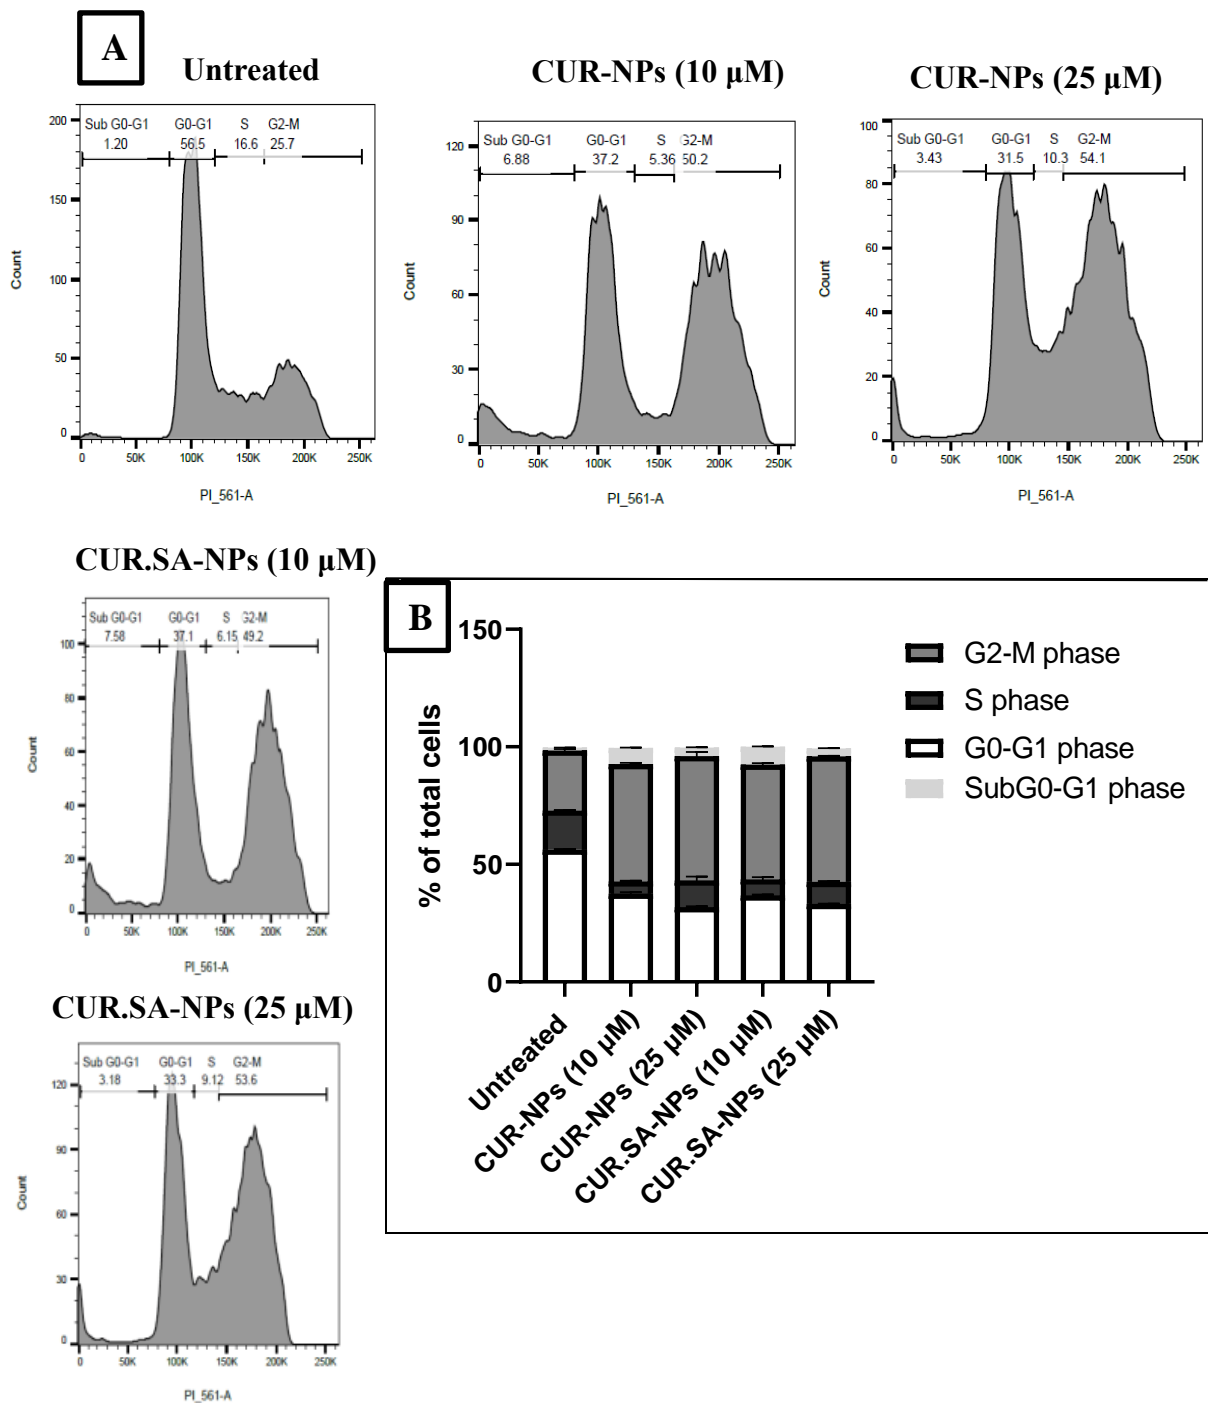 A
Untreated
Sub G0-G1 G0-G1 S G2-M
1.20 56.5 16.6 25.7
200
150
100
50
0
Count
0 50K 100K 150K 200K 250K
PI_561-A
CUR-NPs (10 μM)
Sub G0-G1 G0-G1 S G2-M
6.88 37.2 5.36 50.2
120
90
60
30
0
Count
0 50K 100K 150K 200K 250K
PI_561-A
CUR-NPs (25 μM)
Sub G0-G1 G0-G1 S G2-M
3.43 31.5 10.3 54.1
100
80
60
40
20
0
Count
0 50K 100K 150K 200K 250K
PI_561-A
CUR.SA-NPs (10 μM)
Sub G0-G1 G0-G1 S G2-M
7.58 37.1 6.15 49.2
100
80
60
40
20
0
Count
0 50K 100K 150K 200K 250K
PI_561-A
CUR.SA-NPs (25 μM)
Sub G0-G1 G0-G1 S G2-M
3.18 33.3 9.12 53.6
120
90
60
30
0
Count
0 50K 100K 150K 200K 250K
PI_561-A
B
150
100
50
0
% of total cells
Untreated
CUR-NPs (10 μM)
CUR-NPs (25 μM)
CUR.SA-NPs (10 μM)
CUR.SA-NPs (25 μM)
G2-M phase
S phase
G0-G1 phase
SubG0-G1 phase